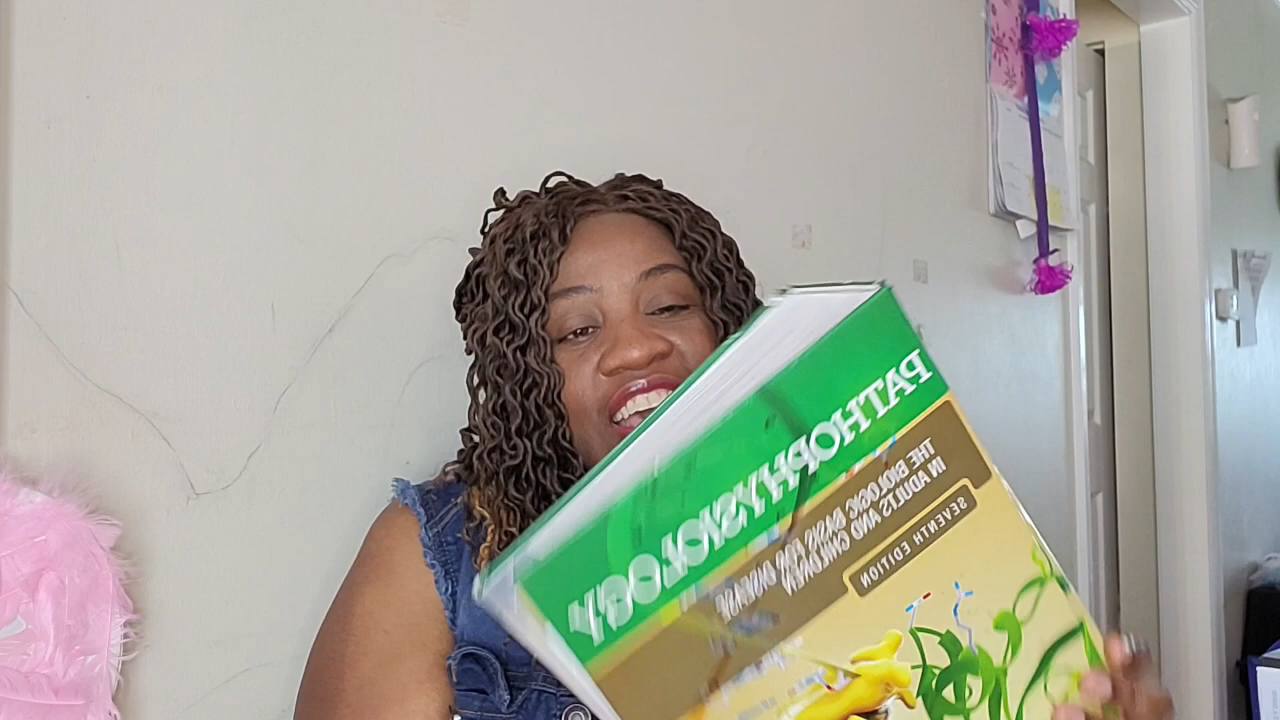 PATHOPHYSIOLOGY
THE BIOLOGIC BASIS FOR DISEASE
IN ADULTS AND CHILDREN
SEVENTH EDITION